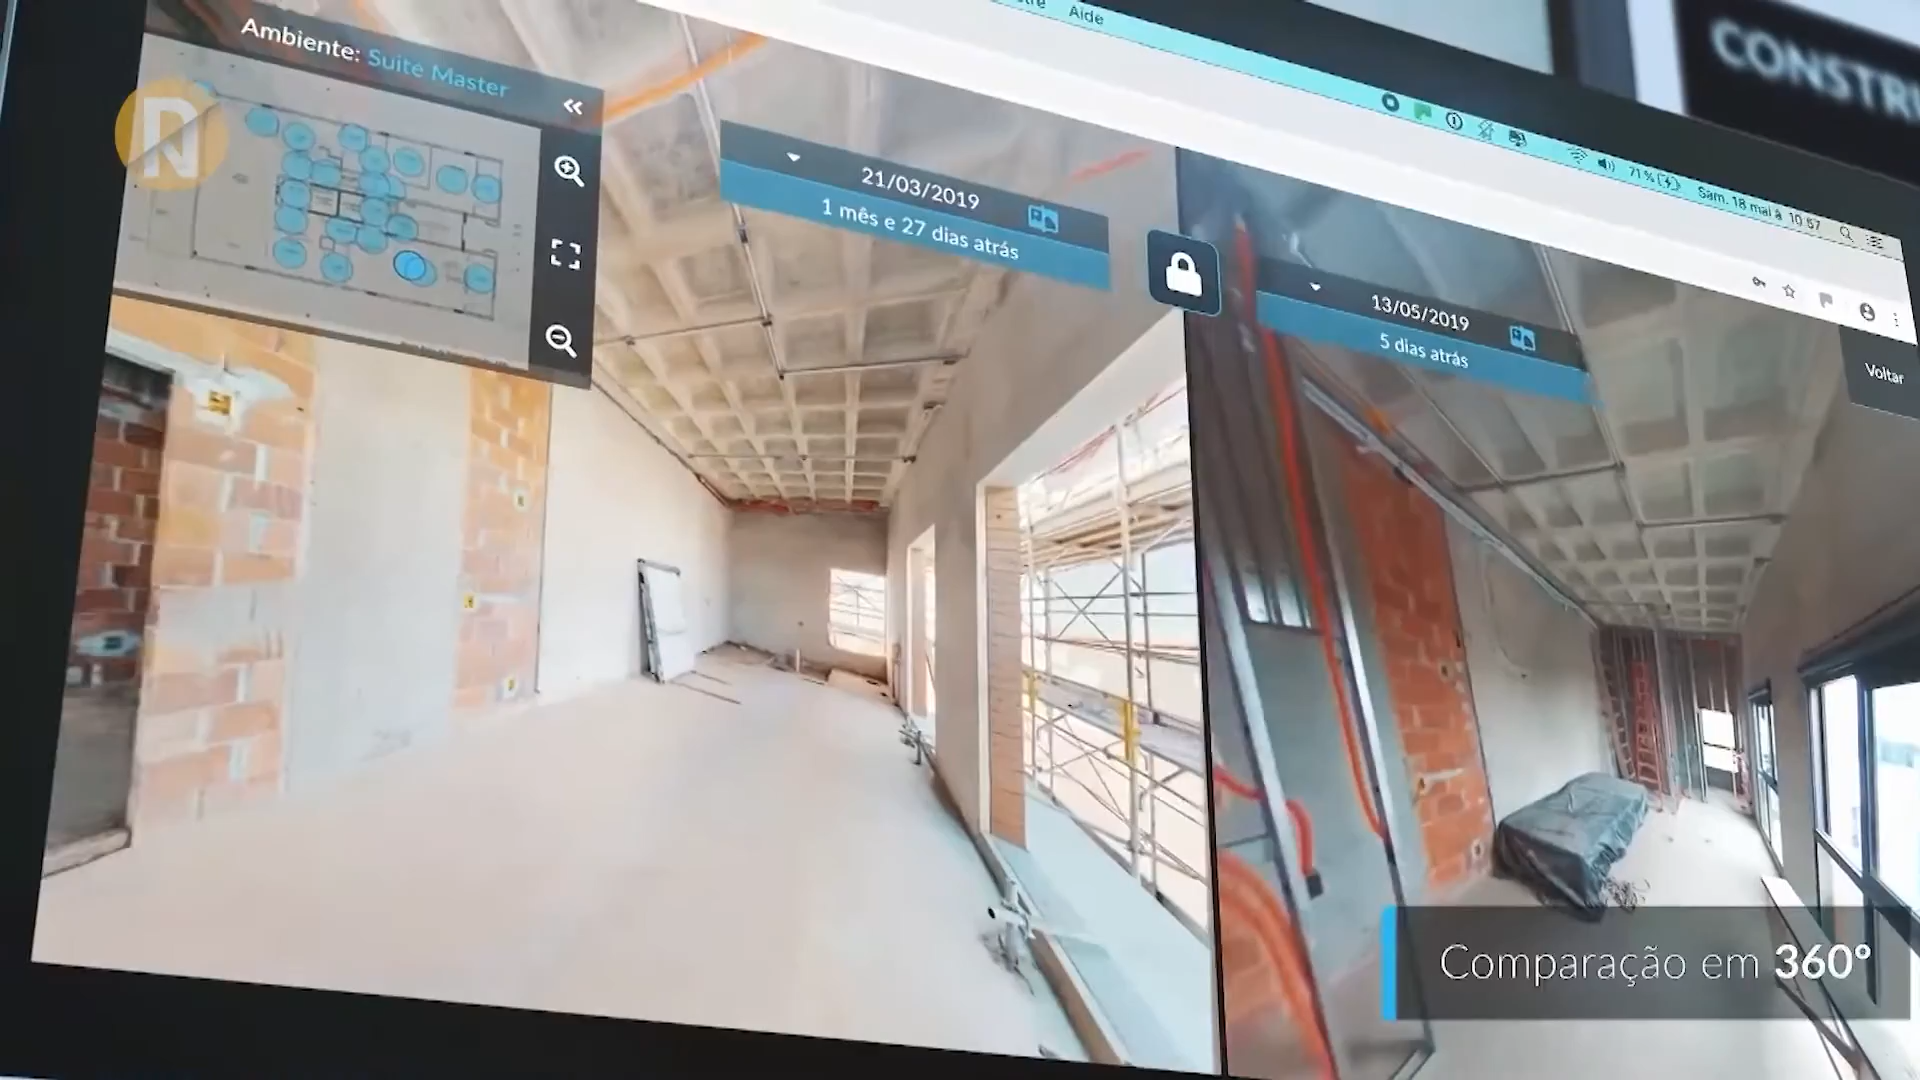 Aide
CONSTRU
Ambiente: Suite Master
71%
Sam. 18 mai à 10:57
21/03/2019
1 mês e 27 dias atrás
13/05/2019
5 dias atrás
Voltar
Comparação em 360°